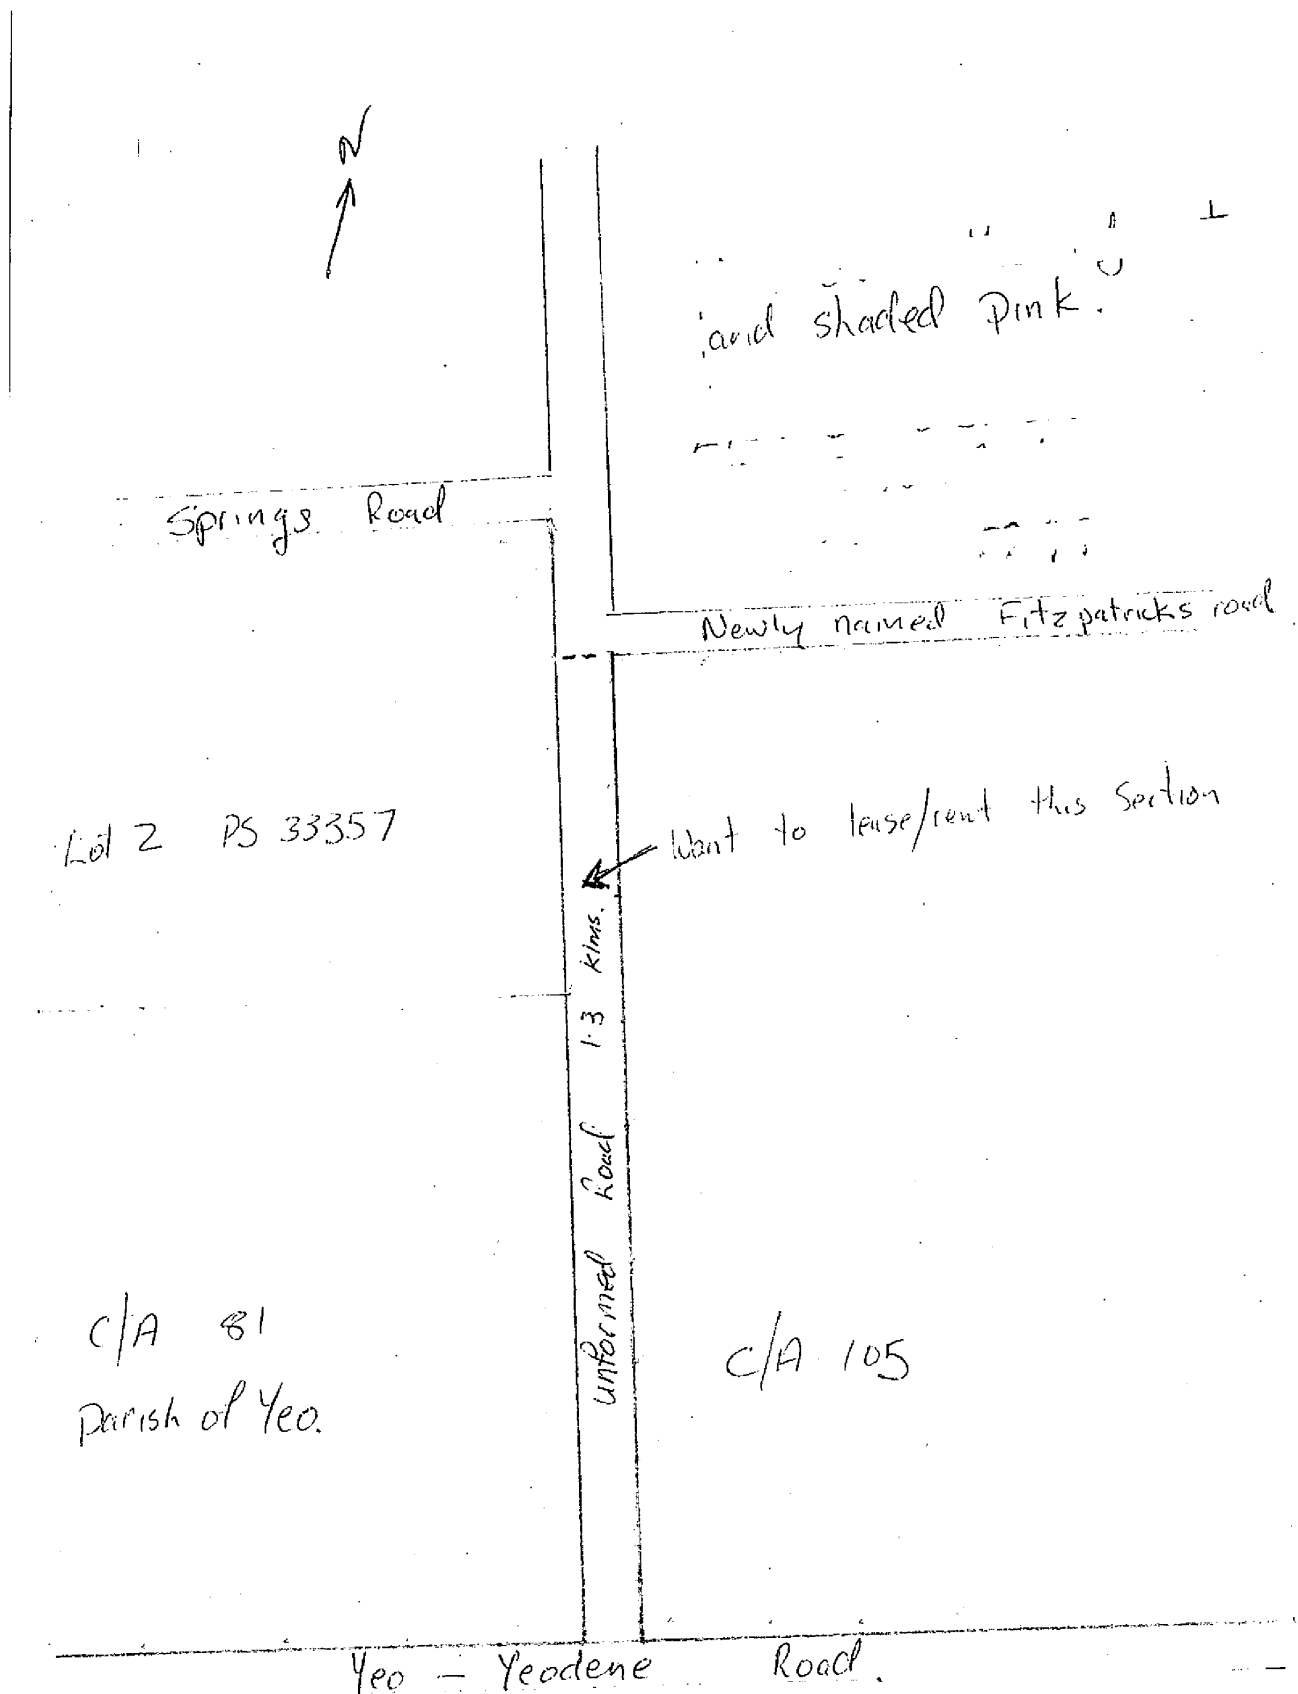 N
and shaded pink.
Springs Road
Newly named Fitzpatricks road
Want to lease/rent this Section
Lot 2 PS 33357
Unformed Road 1.3 klms.
C/A 81
Parish of Yeo.
C/A 105
Yeo - Yeodene Road.